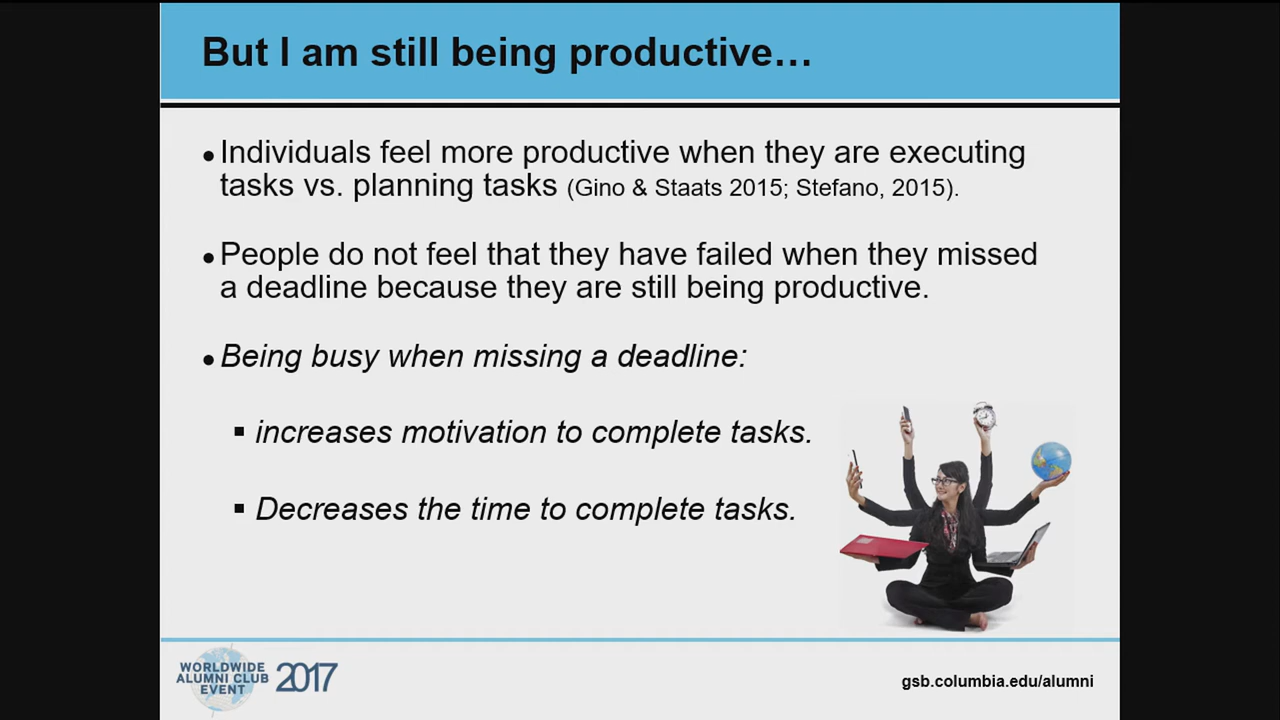 But I am still being productive…
● Individuals feel more productive when they are executing
tasks vs. planning tasks (Gino & Staats 2015; Stefano, 2015).
● People do not feel that they have failed when they missed
a deadline because they are still being productive.
● Being busy when missing a deadline:
▪ increases motivation to complete tasks.
▪ Decreases the time to complete tasks.
WORLDWIDE
ALUMNI CLUB
EVENT
2017
gsb.columbia.edu/alumni